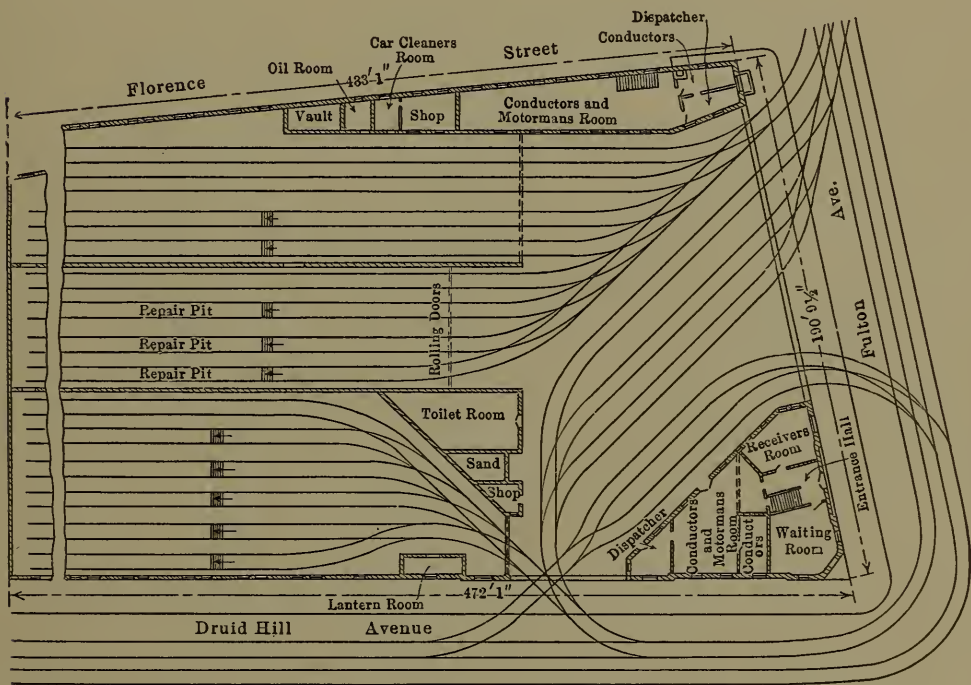 Dispatcher
Conductors
Florence Street
433'-1"
Oil Room
Car Cleaners
Room
Vault
Shop
Conductors and
Motormans Room
Ave.
Fulton
190' 9½"
Repair Pit
Repair Pit
Repair Pit
Rolling Doors
Toilet Room
Sand
Shop
Receivers
Room
Entrance Hall
Dispatcher
Conductors
and
Motormans
Room
Conduct
ors
Waiting
Room
Lantern Room
472'1"
Druid Hill Avenue